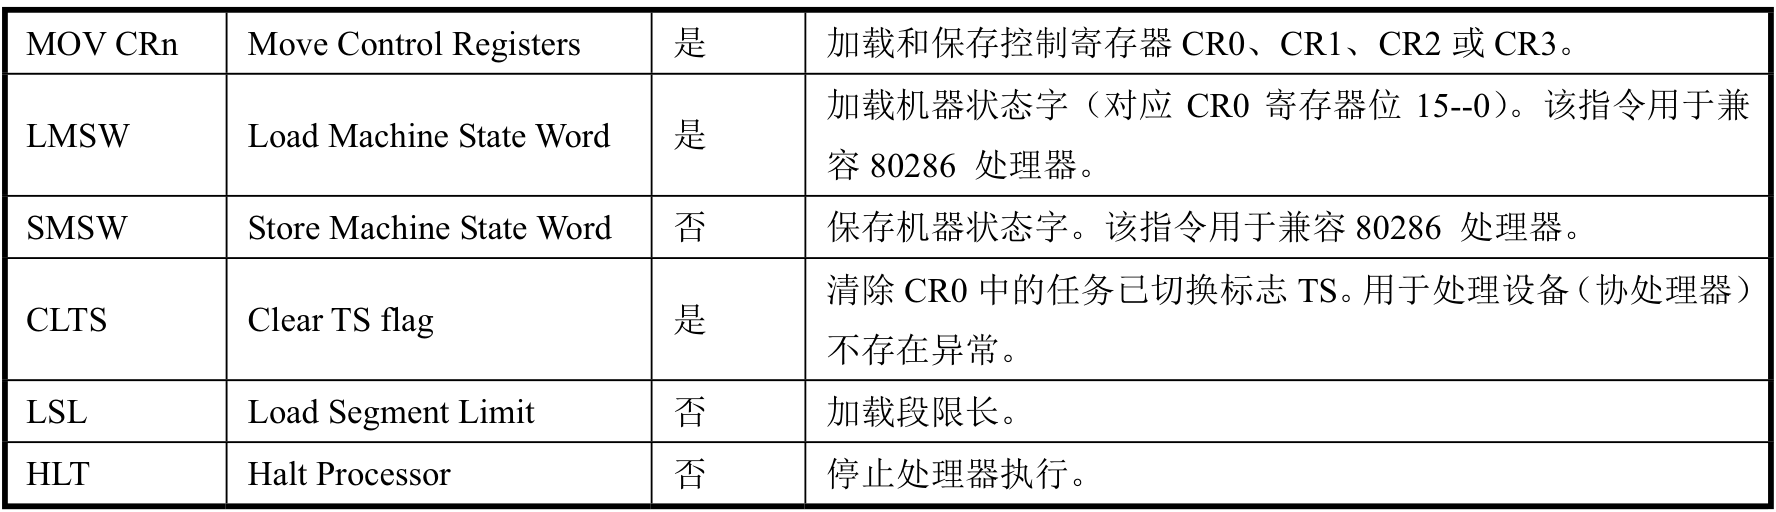 MOV CRn Move Control Registers 是 加载和保存控制寄存器 CR0、CR1、CR2 或 CR3。
LMSW Load Machine State Word 是 加载机器状态字（对应 CR0 寄存器位 15--0）。该指令用于兼
容 80286 处理器。
SMSW Store Machine State Word 否 保存机器状态字。该指令用于兼容 80286 处理器。
CLTS Clear TS flag 是 清除 CR0 中的任务已切换标志 TS。用于处理设备（协处理器）
不存在异常。
LSL Load Segment Limit 否 加载段限长。
HLT Halt Processor 否 停止处理器执行。